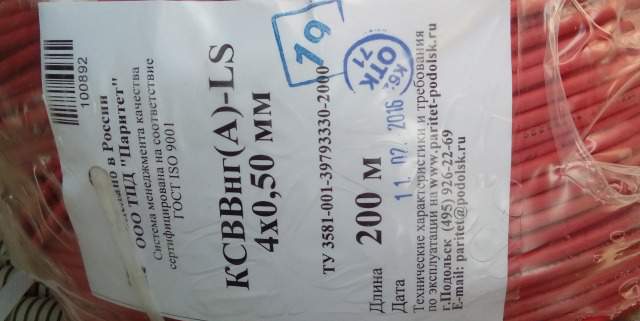 100892
в России
ООО ТПД "Паритет"
Система менеджмента качества
сертифицирована на соответствие
ГОСТ ISO 9001
КСВВнг(А)-LS
4х0,50 мм
ТУ 3581-001-39793330-2000
Длина 200 м
Дата 11. 02. 2016
Технические характеристики и требования
по эксплуатации на www.paritet-podolsk.ru
г.Подольск (495) 926-22-69
E-mail: paritet@podolsk.ru
19
ОТК
71